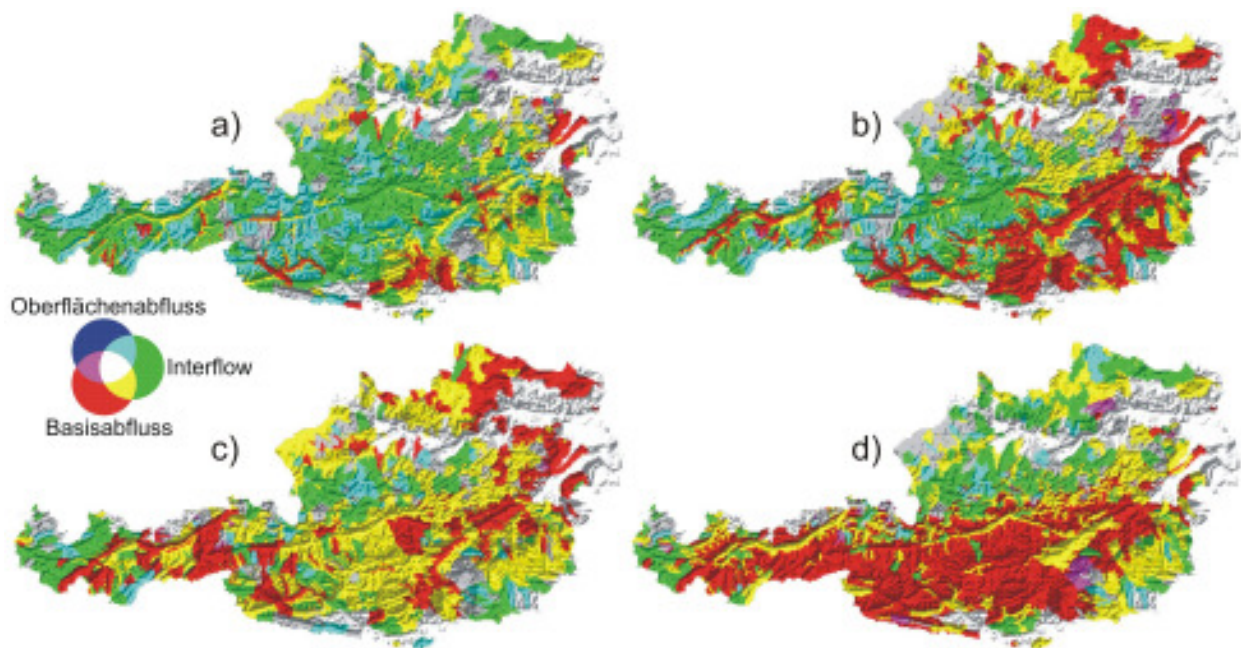 a)
b)
Oberflächenabfluss
Interflow
Basisabfluss
c)
d)